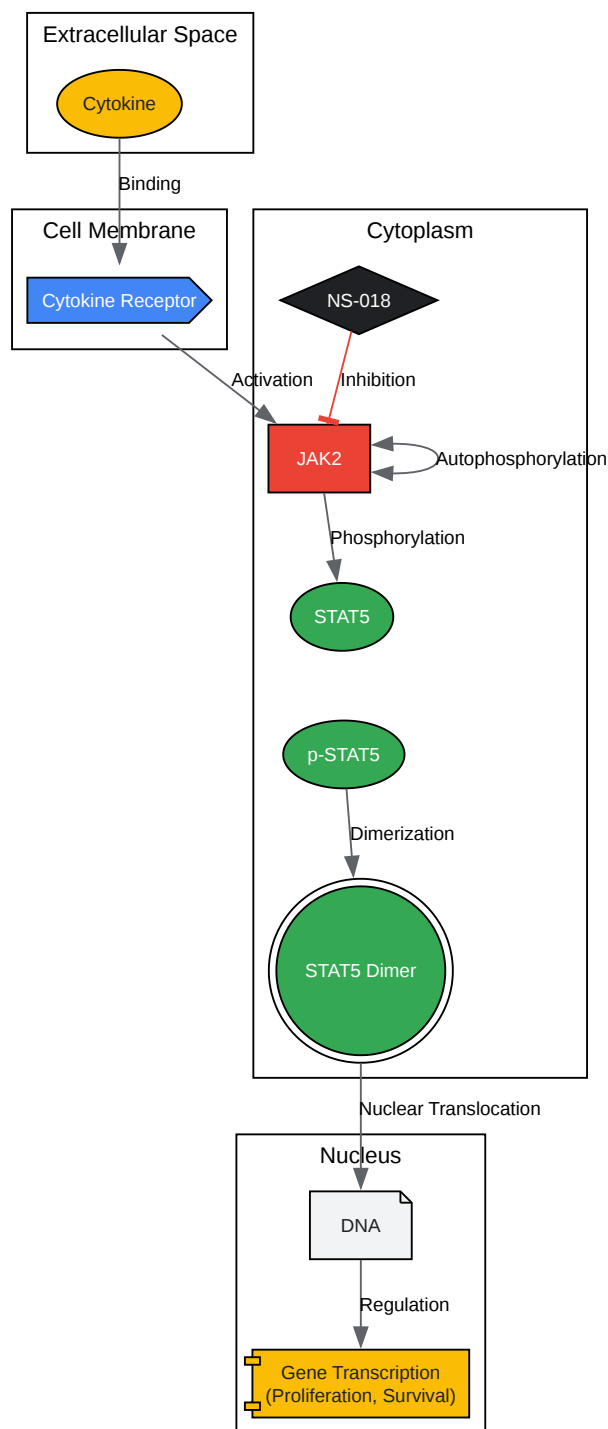 Extracellular Space
Cytokine
Binding
Cell Membrane
Cytokine Receptor
Cytoplasm
NS-018
Activation
Inhibition
JAK2
Autophosphorylation
Phosphorylation
STAT5
p-STAT5
Dimerization
STAT5 Dimer
Nuclear Translocation
Nucleus
DNA
Regulation
Gene Transcription
(Proliferation, Survival)